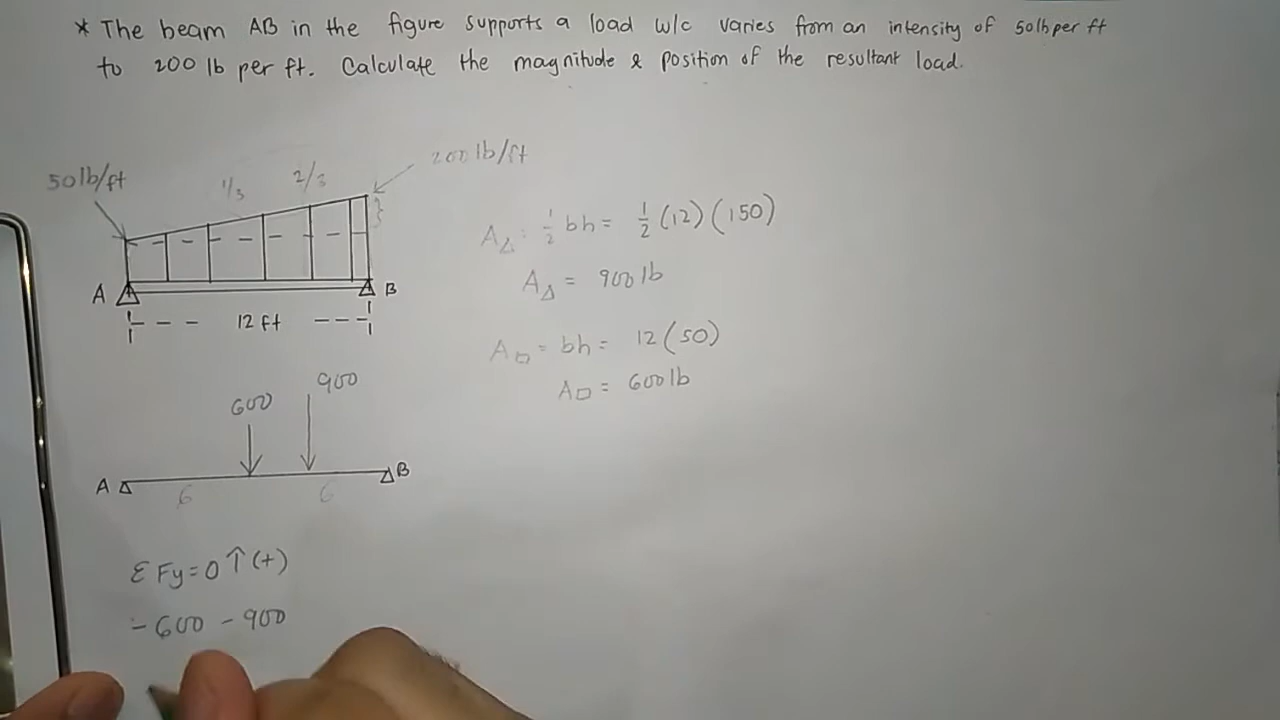 * The beam AB in the figure supports a load w/c varies from an intensity of 50lb per ft
to 200 lb per ft. Calculate the magnitude & position of the resultant load.
50 lb/ft
1/3
2/3
200 lb/ft
A
B
12 ft
A△ : 1/2 bh = 1/2 (12)(150)
A△ = 900 lb
A□ = bh = 12 (50)
A□ = 600 lb
600
900
A
B
6
6
Σ Fy = 0 ↑ (+)
- 600 - 900